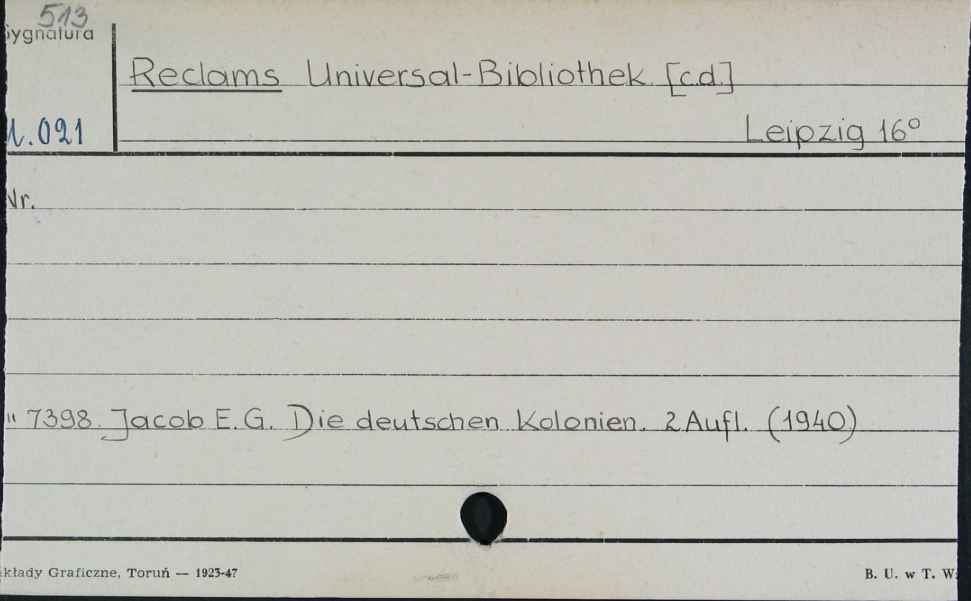 513
Sygnatura
Reclams Universal-Bibliothek [c.d.]
1.021
Leipzig 16°
Nr.
" 7398. Jacob E.G. Die deutschen Kolonien. 2 Aufl. (1940)
kłady Graficzne, Toruń — 1923-47
B. U. w T. W